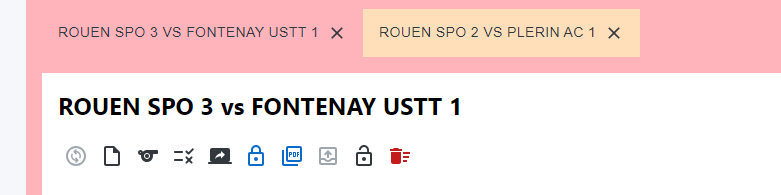 ROUEN SPO 3 VS FONTENAY USTT 1
ROUEN SPO 2 VS PLERIN AC 1
ROUEN SPO 3 vs FONTENAY USTT 1
PDF